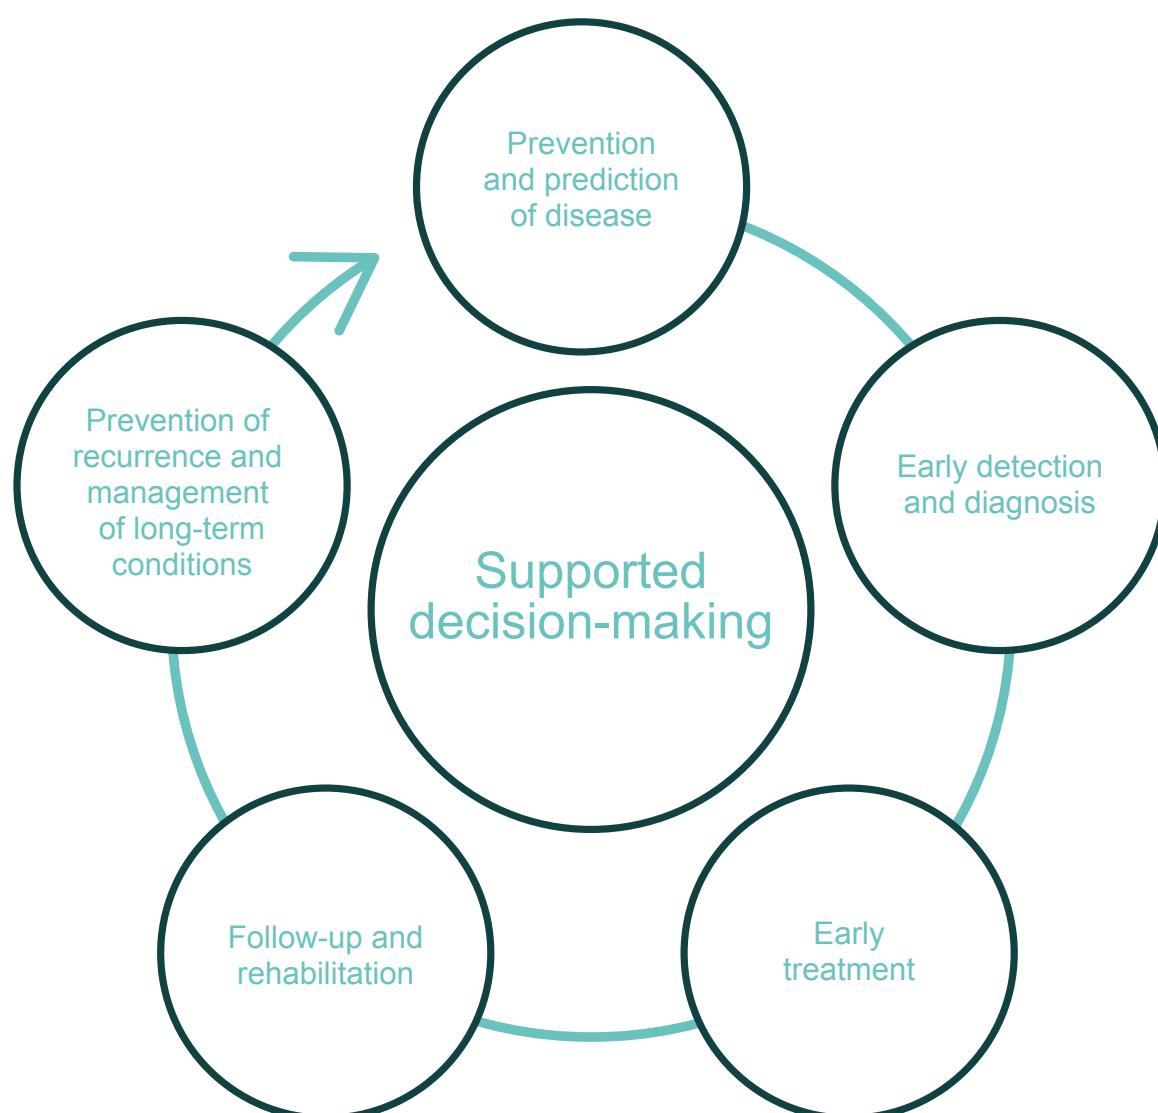 Prevention
and prediction
of disease
Early detection
and diagnosis
Early
treatment
Follow-up and
rehabilitation
Prevention of
recurrence and
management
of long-term
conditions
Supported
decision-making